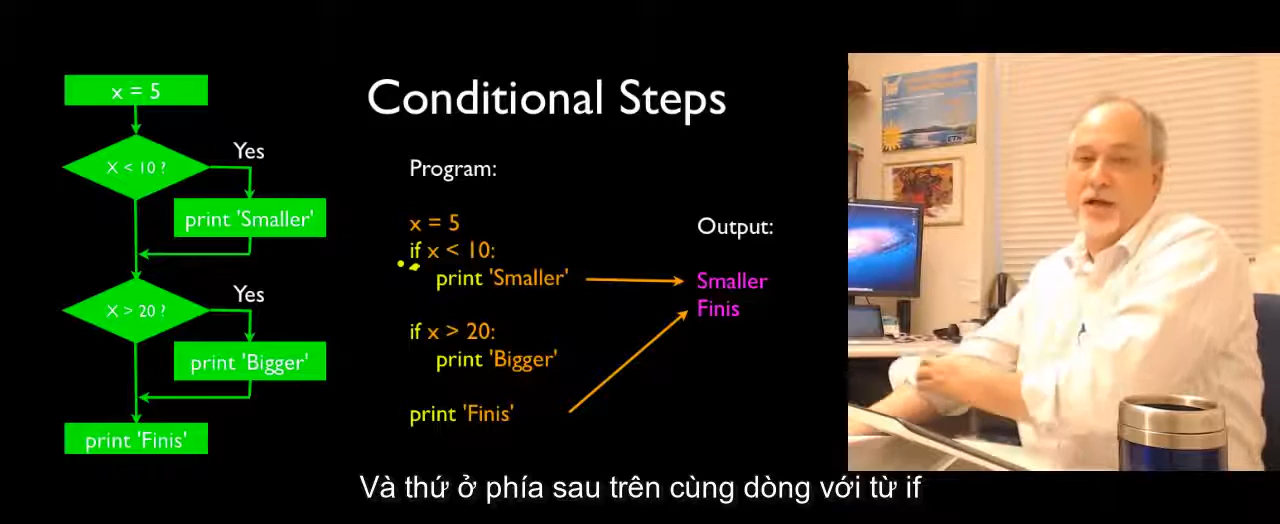 Conditional Steps
x = 5
X < 10 ?
Yes
print 'Smaller'
X > 20 ?
Yes
print 'Bigger'
print 'Finis'
Program:
x = 5
if x < 10:
print 'Smaller'
if x > 20:
print 'Bigger'
print 'Finis'
Output:
Smaller
Finis
Và thứ ở phía sau trên cùng dòng với từ if